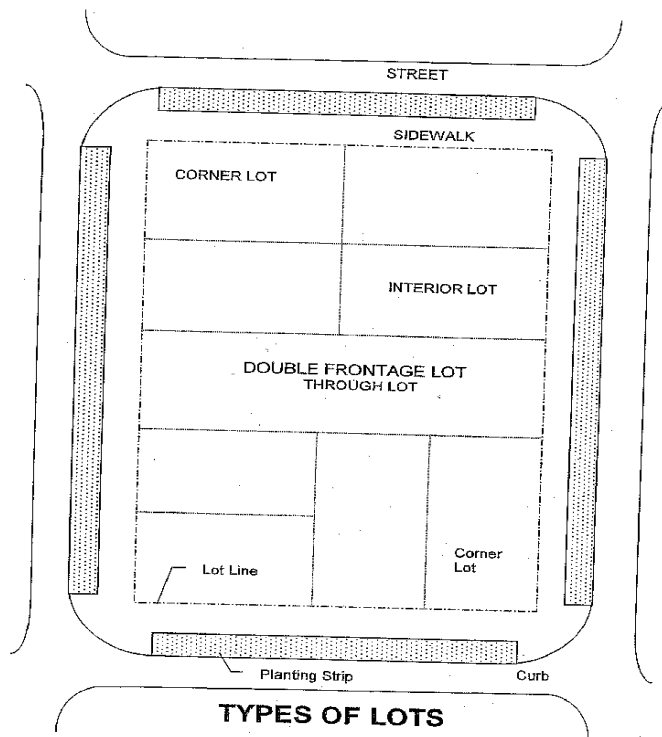 STREET
SIDEWALK
CORNER LOT
INTERIOR LOT
DOUBLE FRONTAGE LOT
THROUGH LOT
Corner
Lot
Lot Line
Planting Strip
Curb
TYPES OF LOTS